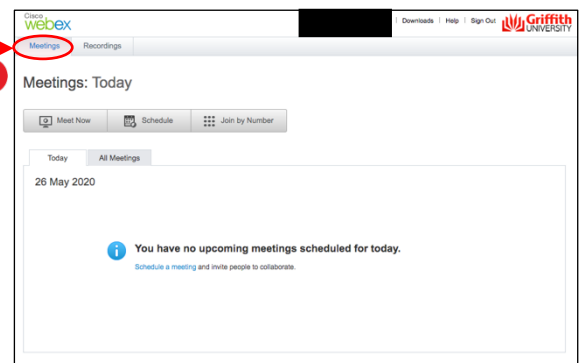 Cisco
webex
Downloads | Help | Sign Out
Griffith
UNIVERSITY
Meetings Recordings
Meetings: Today
Meet Now Schedule Join by Number
Today All Meetings
26 May 2020
You have no upcoming meetings scheduled for today.
Schedule a meeting and invite people to collaborate.